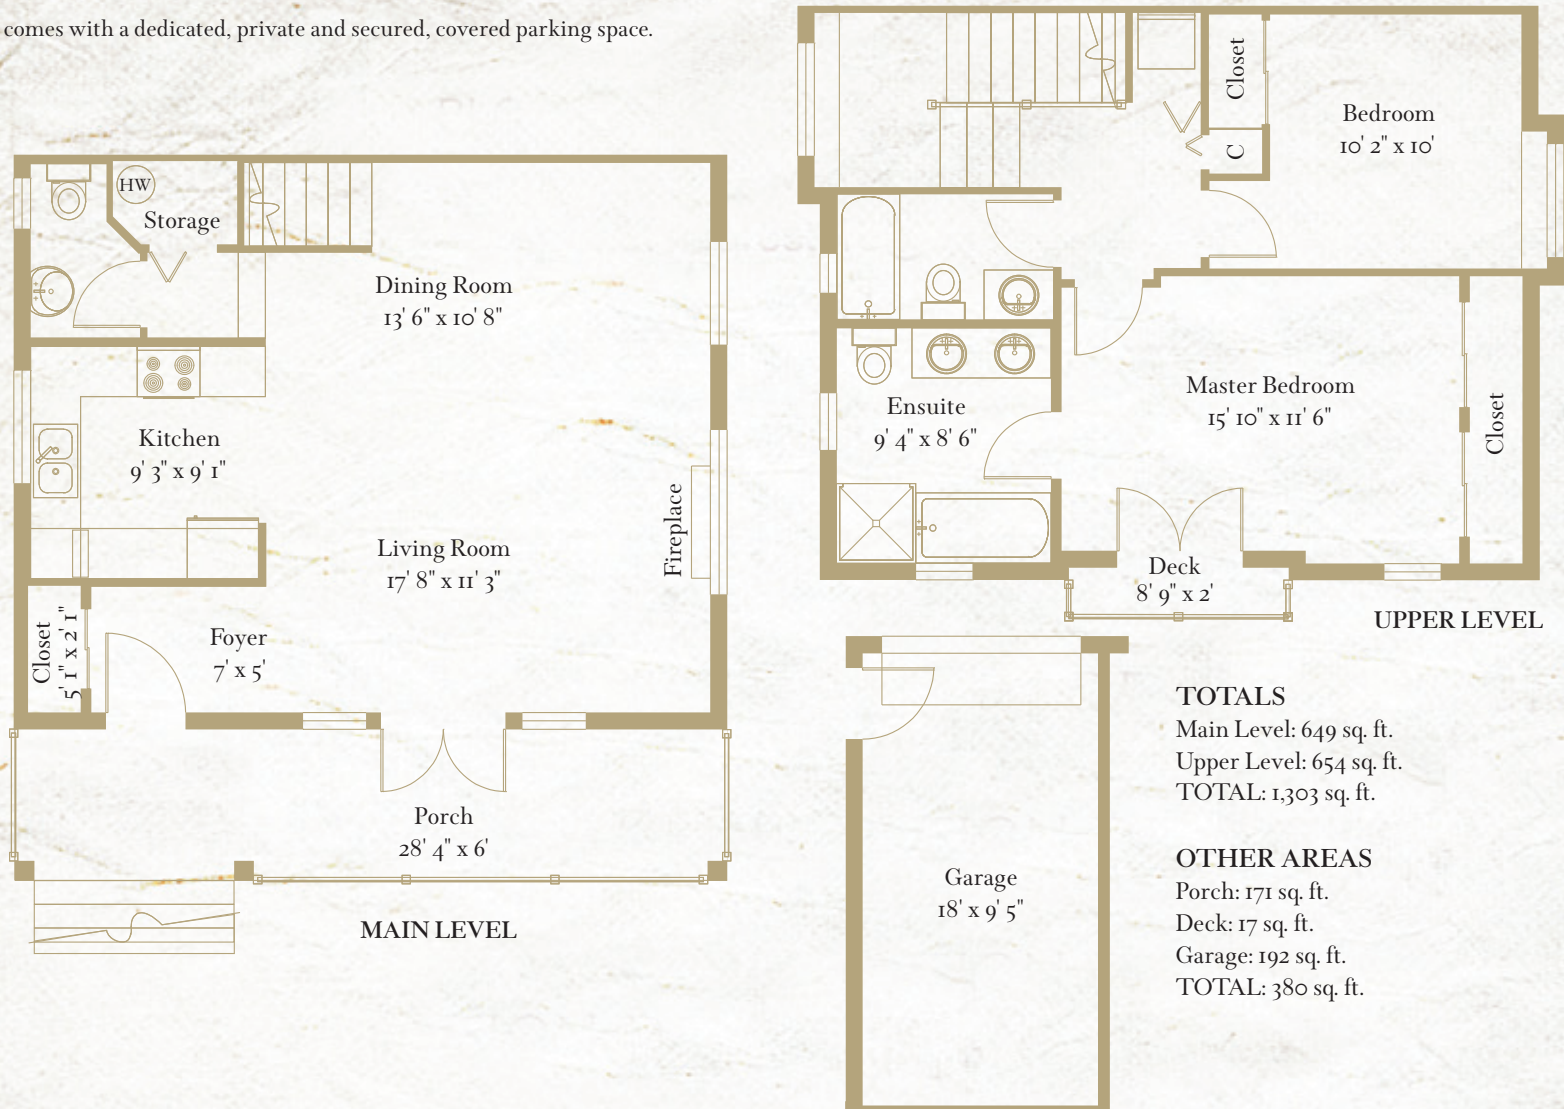 comes with a dedicated, private and secured, covered parking space.
HW
Storage
Dining Room
13' 6" x 10' 8"
Kitchen
9' 3" x 9' 1"
Living Room
17' 8" x 11' 3"
Fireplace
Closet
5' 1" x 2' 1"
Foyer
7' x 5'
Porch
28' 4" x 6'
MAIN LEVEL
Closet
C
Bedroom
10' 2" x 10'
Master Bedroom
15' 10" x 11' 6"
Ensuite
9' 4" x 8' 6"
Closet
Deck
8' 9" x 2'
UPPER LEVEL
Garage
18' x 9' 5"
TOTALS
Main Level: 649 sq. ft.
Upper Level: 654 sq. ft.
TOTAL: 1,303 sq. ft.
OTHER AREAS
Porch: 171 sq. ft.
Deck: 17 sq. ft.
Garage: 192 sq. ft.
TOTAL: 380 sq. ft.